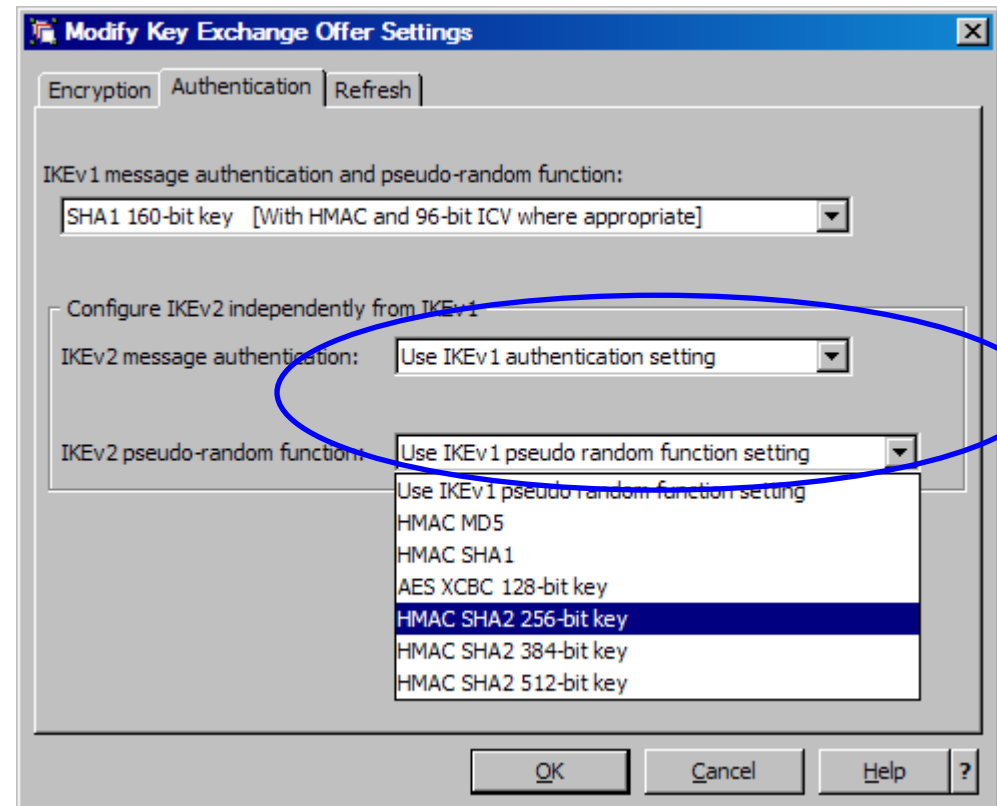 Modify Key Exchange Offer Settings
Encryption Authentication Refresh
IKEv1 message authentication and pseudo-random function:
SHA1 160-bit key [With HMAC and 96-bit ICV where appropriate]
Configure IKEv2 independently from IKEv1
IKEv2 message authentication: Use IKEv1 authentication setting
IKEv2 pseudo-random function: Use IKEv1 pseudo random function setting
Use IKEv1 pseudo random function setting
HMAC MD5
HMAC SHA1
AES XCBC 128-bit key
HMAC SHA2 256-bit key
HMAC SHA2 384-bit key
HMAC SHA2 512-bit key
OK Cancel Help ?